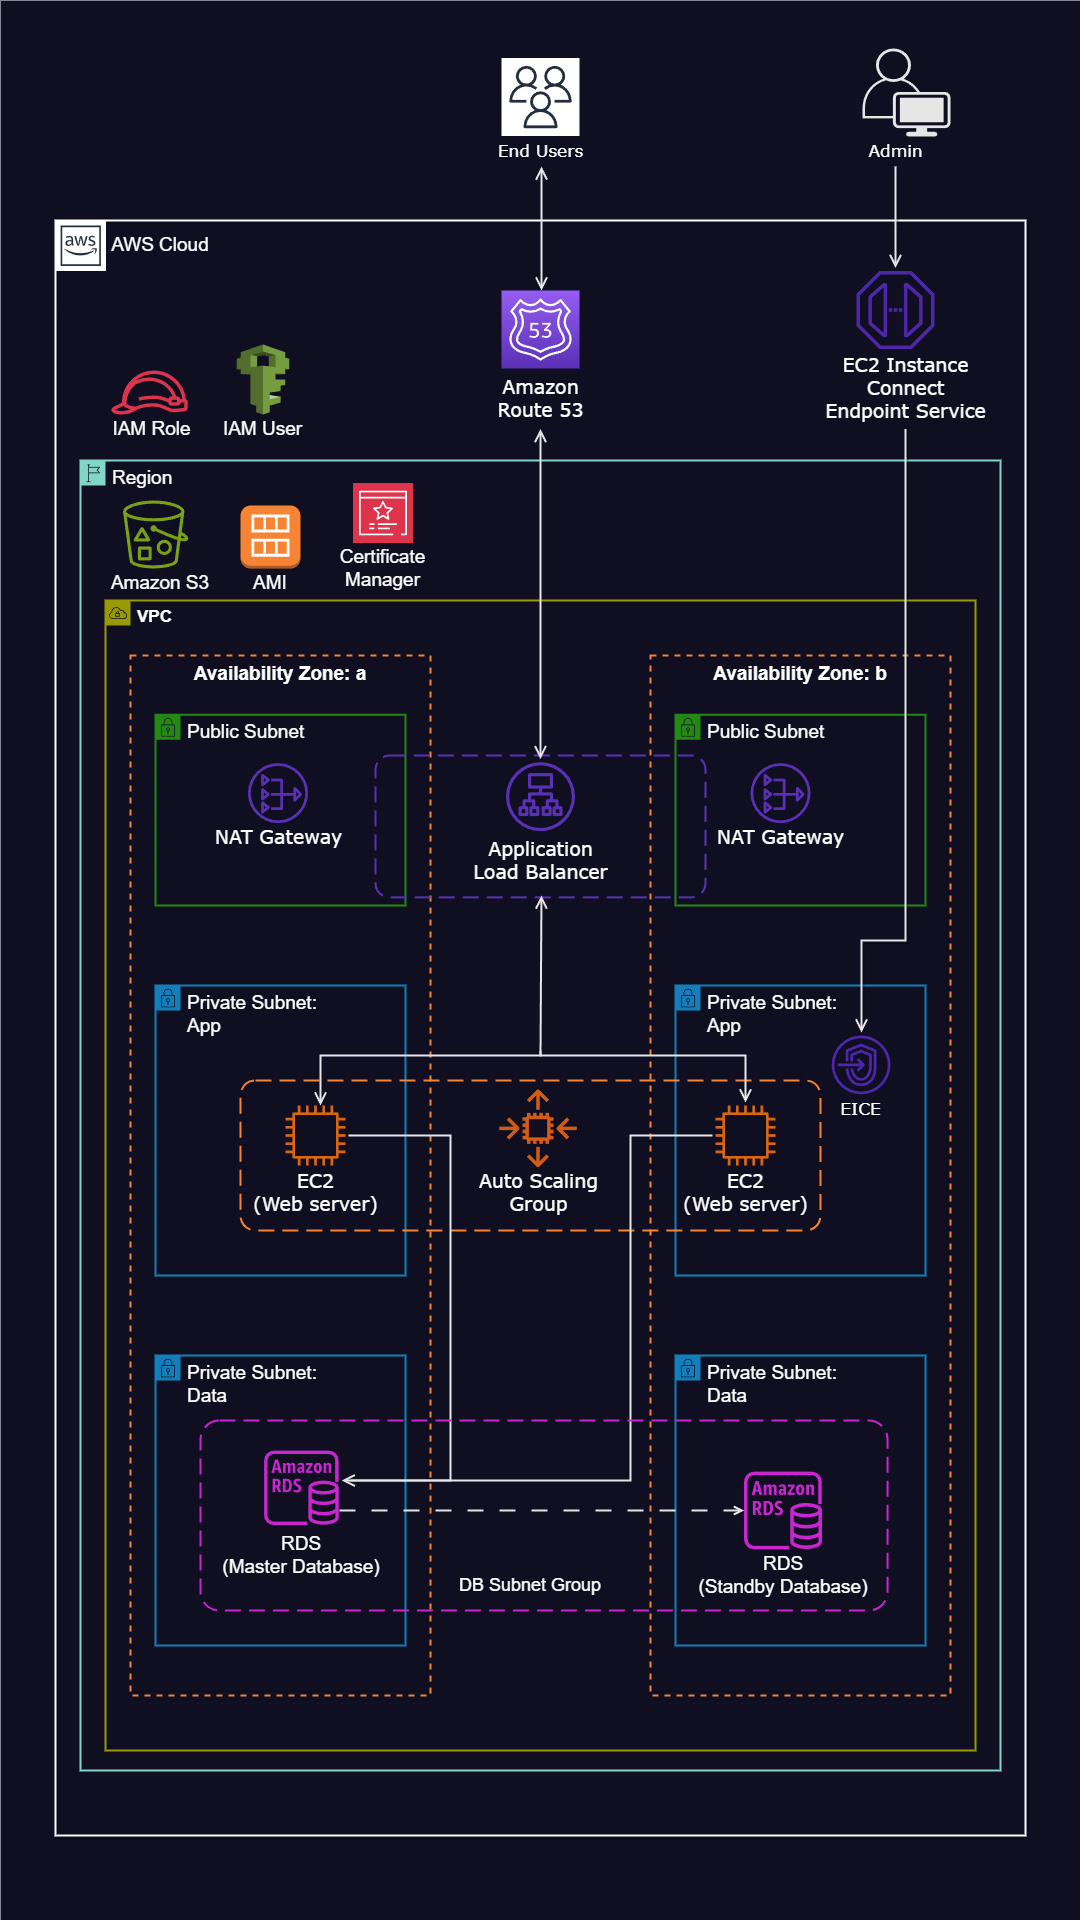 End Users
Admin
aws
AWS Cloud
53
Amazon
Route 53
EC2 Instance
Connect
Endpoint Service
IAM Role
IAM User
Region
Amazon S3
AMI
Certificate
Manager
VPC
Availability Zone: a
Availability Zone: b
Public Subnet
Public Subnet
NAT Gateway
Application
Load Balancer
NAT Gateway
Private Subnet:
App
Private Subnet:
App
EICE
EC2
(Web server)
Auto Scaling
Group
EC2
(Web server)
Private Subnet:
Data
Private Subnet:
Data
Amazon
RDS
RDS
(Master Database)
Amazon
RDS
RDS
(Standby Database)
DB Subnet Group